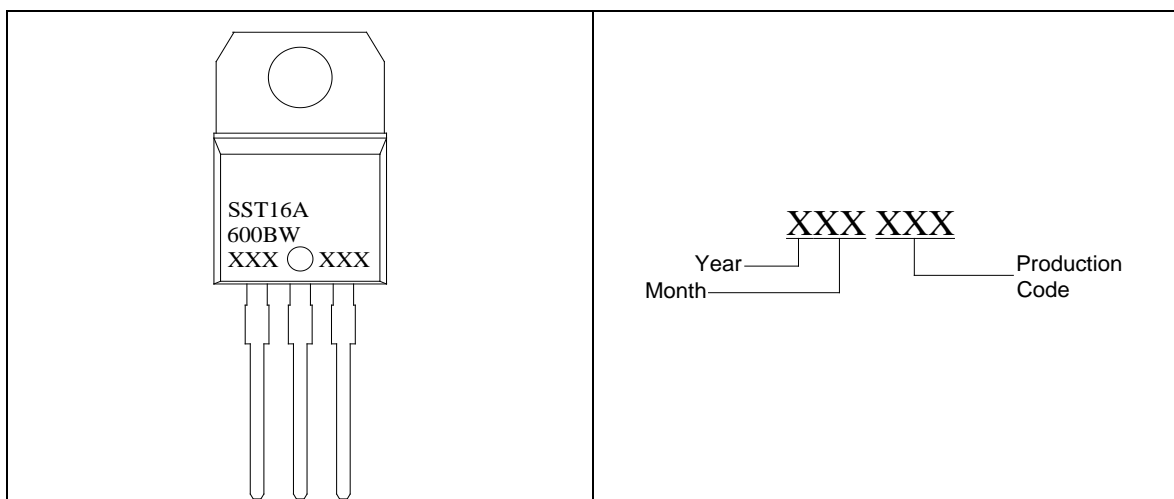 SST16A
600BW
XXX XXX
XXX XXX
Year
Month
Production
Code